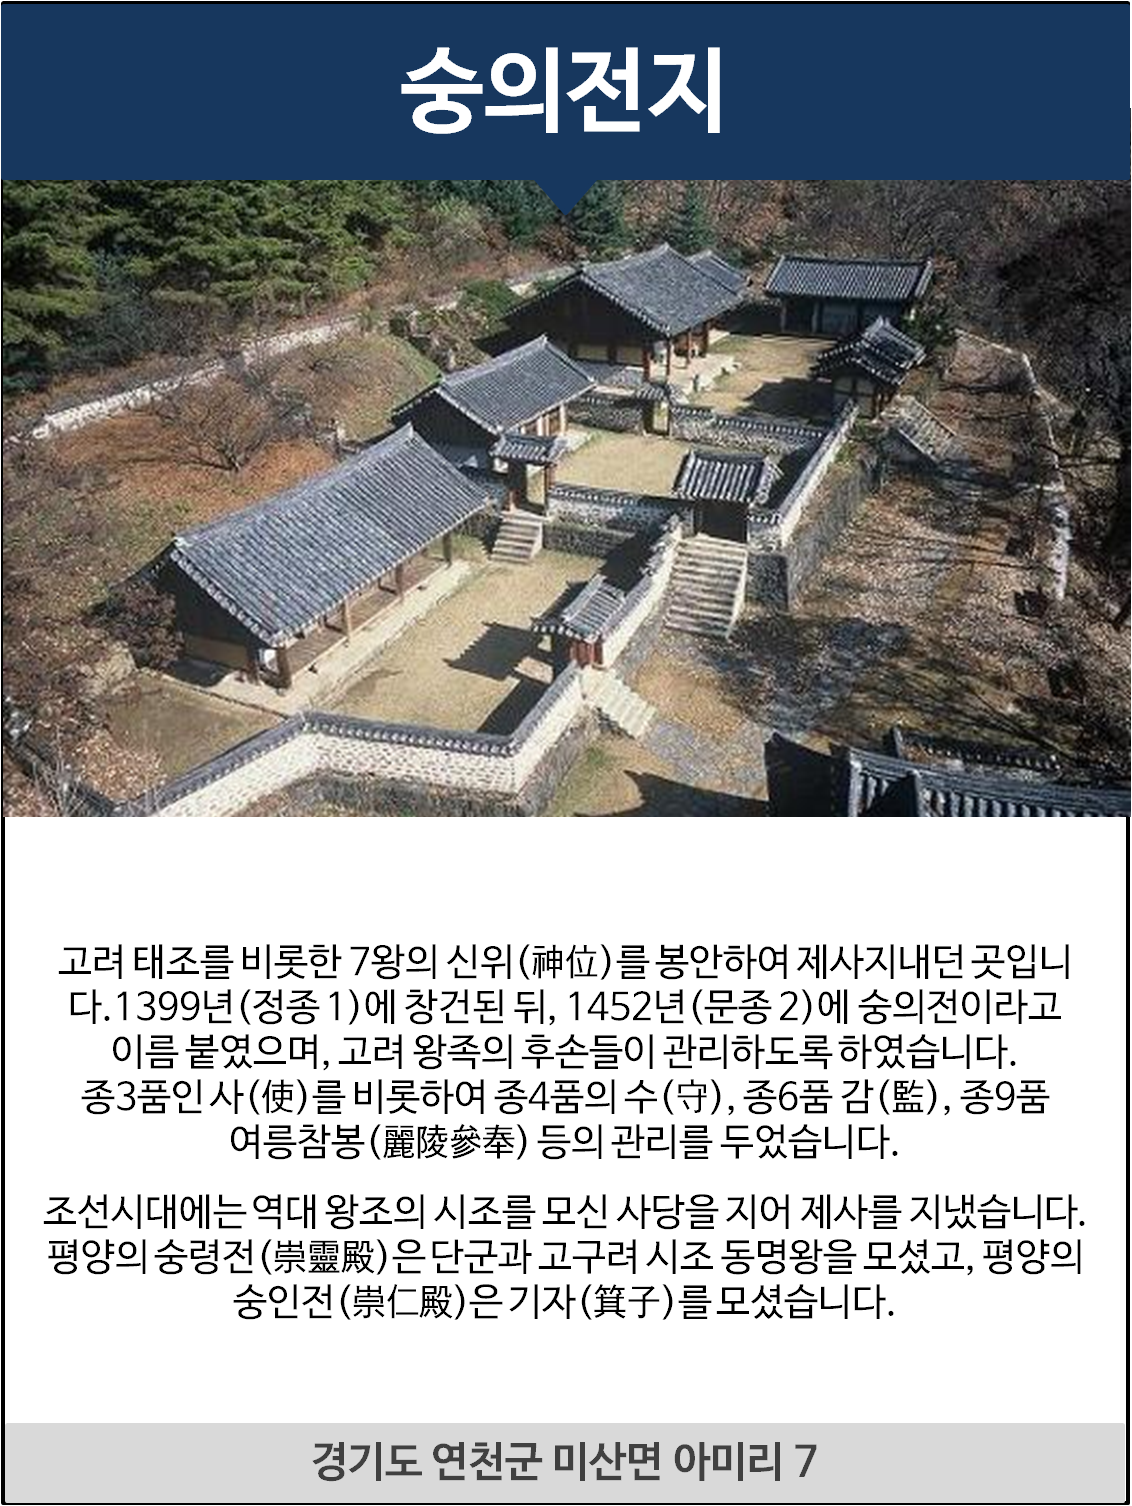 숭의전지
고려 태조를 비롯한 7왕의 신위(神位)를 봉안하여 제사지내던 곳입니
다.1399년(정종 1)에 창건된 뒤, 1452년(문종 2)에 숭의전이라고
이름 붙였으며, 고려 왕족의 후손들이 관리하도록 하였습니다.
종3품인 사(使)를 비롯하여 종4품의 수(守), 종6품 감(監), 종9품
여릉참봉(麗陵參奉) 등의 관리를 두었습니다.
조선시대에는 역대 왕조의 시조를 모신 사당을 지어 제사를 지냈습니다.
평양의 숭령전(崇靈殿)은 단군과 고구려 시조 동명왕을 모셨고, 평양의
숭인전(崇仁殿)은 기자(箕子)를 모셨습니다.
경기도 연천군 미산면 아미리 7